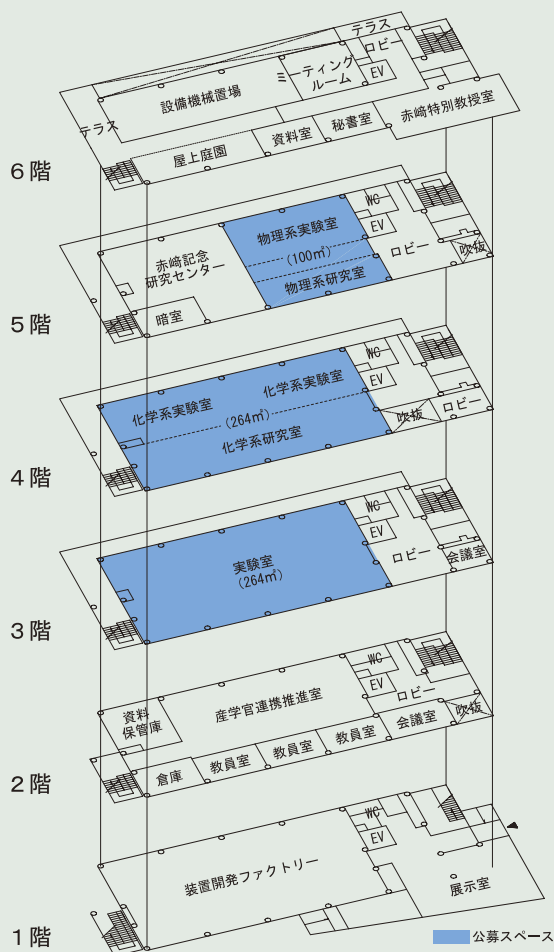 テラス
ロビー
EV
ミーティング
ルーム
設備機械置場
テラス
赤﨑特別教授室
秘書室
資料室
屋上庭園
6階
WC
物理系実験室
EV
(100㎡)
ロビー
吹抜
赤﨑記念
研究センター
物理系研究室
暗室
5階
WC
化学系実験室
EV
化学系実験室
ロビー
吹抜
(264㎡)
化学系研究室
4階
WC
EV
ロビー
会議室
実験室
(264㎡)
3階
WC
EV
ロビー
産学官連携推進室
吹抜
資料
保管庫
会議室
教員室
教員室
教員室
倉庫
2階
WC
EV
装置開発ファクトリー
展示室
1階
公募スペース